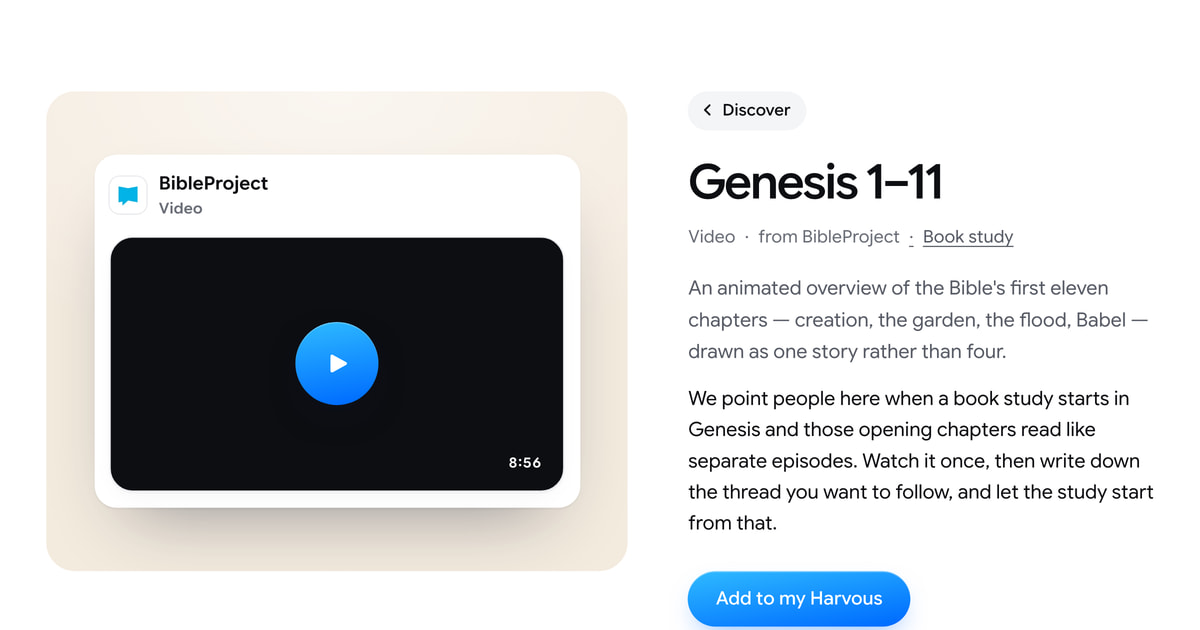 BibleProject
Video
8:56
Discover
Genesis 1–11
Video · from BibleProject · Book study
An animated overview of the Bible's first eleven
chapters — creation, the garden, the flood, Babel —
drawn as one story rather than four.
We point people here when a book study starts in
Genesis and those opening chapters read like
separate episodes. Watch it once, then write down
the thread you want to follow, and let the study start
from that.
Add to my Harvous